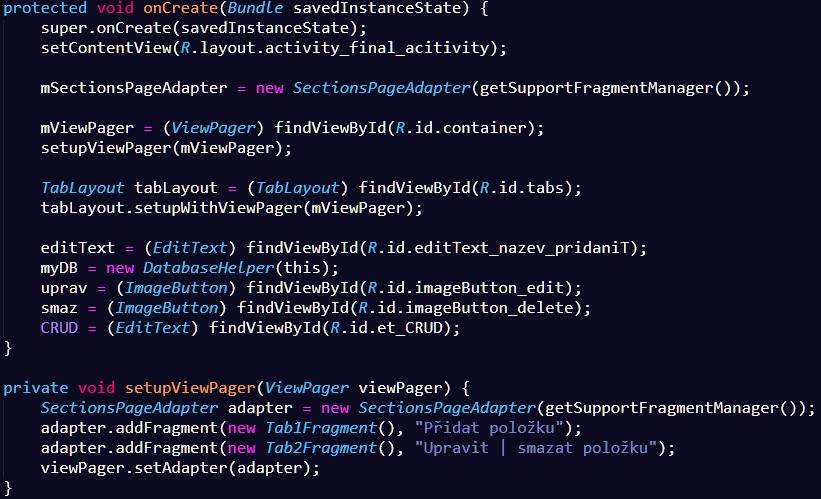 protected void onCreate(Bundle savedInstanceState) {
super.onCreate(savedInstanceState);
setContentView(R.layout.activity_final_acitivity);
mSectionsPageAdapter = new SectionsPageAdapter(getSupportFragmentManager());
mViewPager = (ViewPager) findViewById(R.id.container);
setupViewPager(mViewPager);
TabLayout tabLayout = (TabLayout) findViewById(R.id.tabs);
tabLayout.setupWithViewPager(mViewPager);
editText = (EditText) findViewById(R.id.editText_nazev_pridaniT);
myDB = new DatabaseHelper(this);
uprav = (ImageButton) findViewById(R.id.imageButton_edit);
smaz = (ImageButton) findViewById(R.id.imageButton_delete);
CRUD = (EditText) findViewById(R.id.et_CRUD);
}
private void setupViewPager(ViewPager viewPager) {
SectionsPageAdapter adapter = new SectionsPageAdapter(getSupportFragmentManager());
adapter.addFragment(new Tab1Fragment(), "Přidat položku");
adapter.addFragment(new Tab2Fragment(), "Upravit | smazat položku");
viewPager.setAdapter(adapter);
}